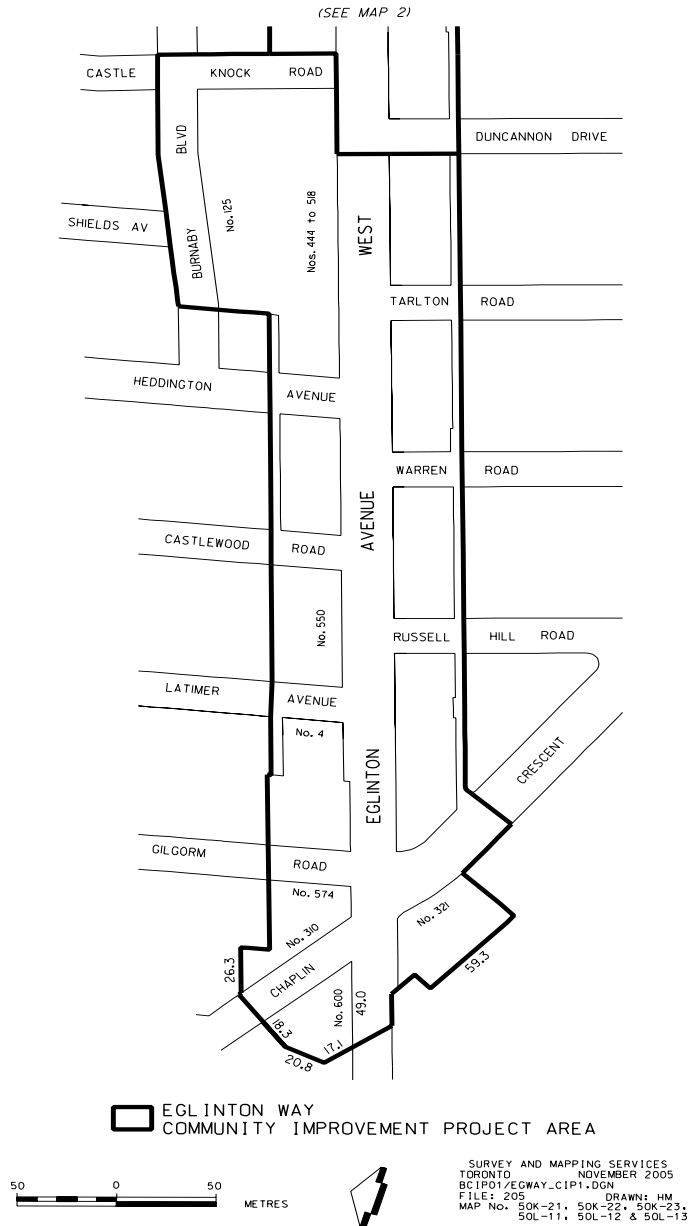 (SEE MAP 2)
CASTLE KNOCK ROAD
BLVD
DUNCANNON DRIVE
No. 125
Nos. 444 to 518
SHIELDS AV
WEST
BURNABY
TARLTON ROAD
HEDDINGTON AVENUE
WARREN ROAD
AVENUE
CASTLEWOOD ROAD
No. 550
RUSSELL HILL ROAD
LATIMER AVENUE
No. 4
CRESCENT
EGLINTON
GILGORM ROAD
No. 574
No. 310
No. 321
26.3
CHAPLIN
59.3
No. 600
49.0
18.3
17.1
20.8
EGLINTON WAY
COMMUNITY IMPROVEMENT PROJECT AREA
50 0 50
METRES
SURVEY AND MAPPING SERVICES
TORONTO NOVEMBER 2005
BCIP01/EGWAY_CIP1.DGN
FILE: 205 DRAWN: HM
MAP No. 50K-21, 50K-22, 50K-23,
50L-11, 50L-12 & 50L-13